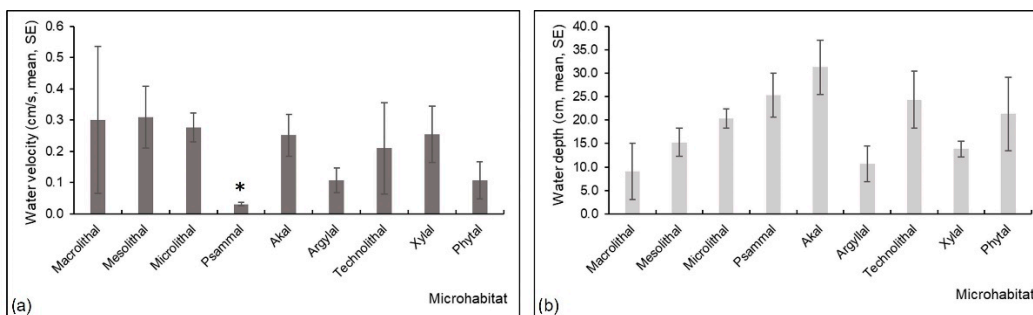 Water velocity (cm/s, mean, SE)
0.6
0.5
0.4
0.3
0.2
0.1
0.0
*
Macrolithal
Mesolithal
Microlithal
Psammal
Akal
Argylal
Technolithal
Xylal
Phytal
Microhabitat
(a)
Water depth (cm, mean, SE)
40.0
35.0
30.0
25.0
20.0
15.0
10.0
5.0
0.0
Macrolithal
Mesolithal
Microlithal
Psammal
Akal
Argyllal
Technolithal
Xylal
Phytal
Microhabitat
(b)